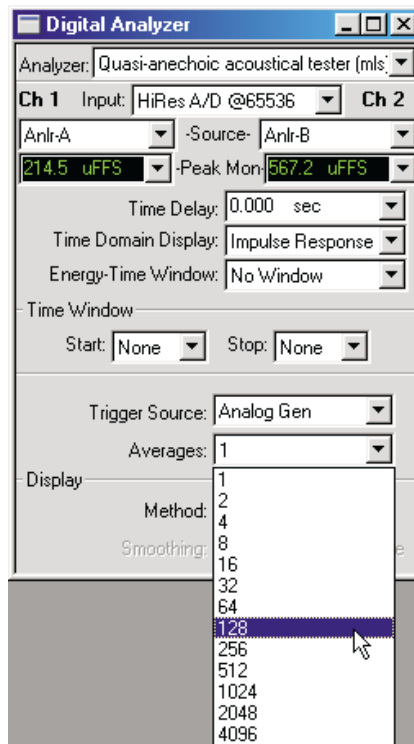 Digital Analyzer
Analyzer: Quasi-anechoic acoustical tester (mls)
Ch 1 Input: HiRes A/D @65536 Ch 2
Anlr-A -Source- Anlr-B
214.5 uFFS -Peak Mon- 567.2 uFFS
Time Delay: 0.000 sec
Time Domain Display: Impulse Response
Energy-Time Window: No Window
Time Window
Start: None Stop: None
Trigger Source: Analog Gen
Averages: 1
Display
Method:
Smoothing:
1
2
4
8
16
32
64
128
256
512
1024
2048
4096